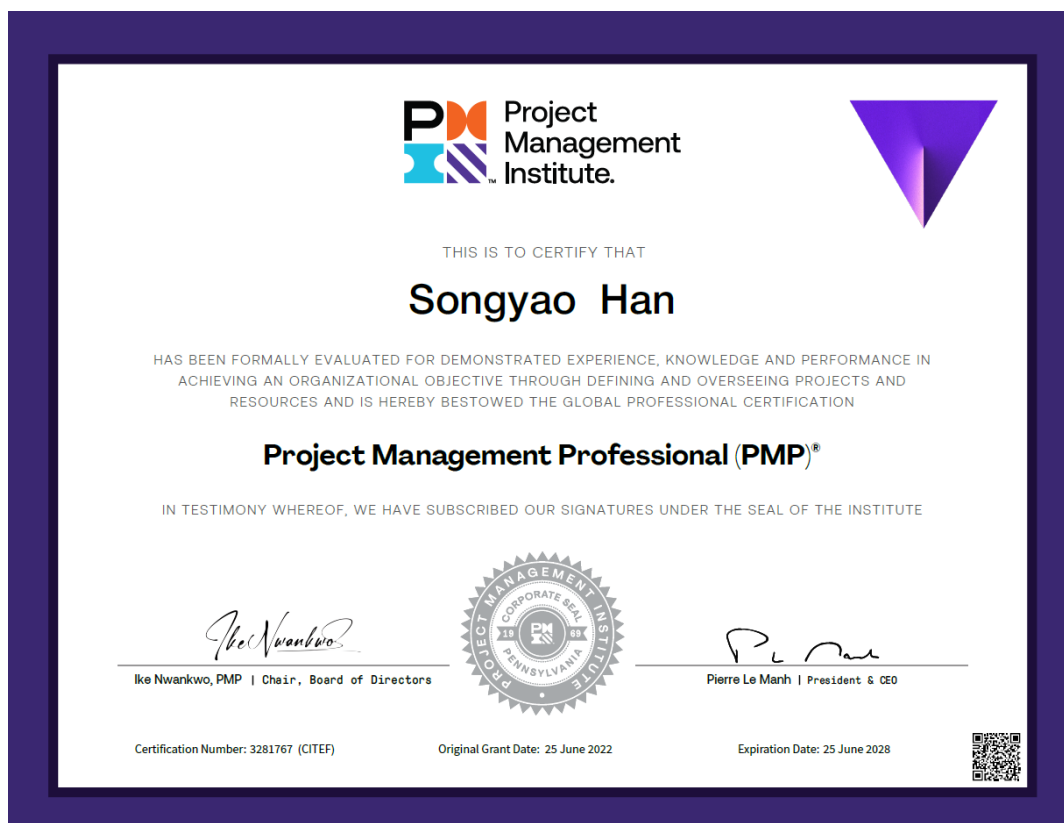 Project
Management
Institute.
THIS IS TO CERTIFY THAT
Songyao Han
HAS BEEN FORMALLY EVALUATED FOR DEMONSTRATED EXPERIENCE, KNOWLEDGE AND PERFORMANCE IN
ACHIEVING AN ORGANIZATIONAL OBJECTIVE THROUGH DEFINING AND OVERSEEING PROJECTS AND
RESOURCES AND IS HEREBY BESTOWED THE GLOBAL PROFESSIONAL CERTIFICATION
Project Management Professional (PMP)®
IN TESTIMONY WHEREOF, WE HAVE SUBSCRIBED OUR SIGNATURES UNDER THE SEAL OF THE INSTITUTE
PROJECT MANAGEMENT INSTITUTE
CORPORATE SEAL
19 69
PENNSYLVANIA
Ike Nwankwo
Ike Nwankwo, PMP | Chair, Board of Directors
Pierre Le Manh | President & CEO
Certification Number: 3281767 (CITEF)
Original Grant Date: 25 June 2022
Expiration Date: 25 June 2028